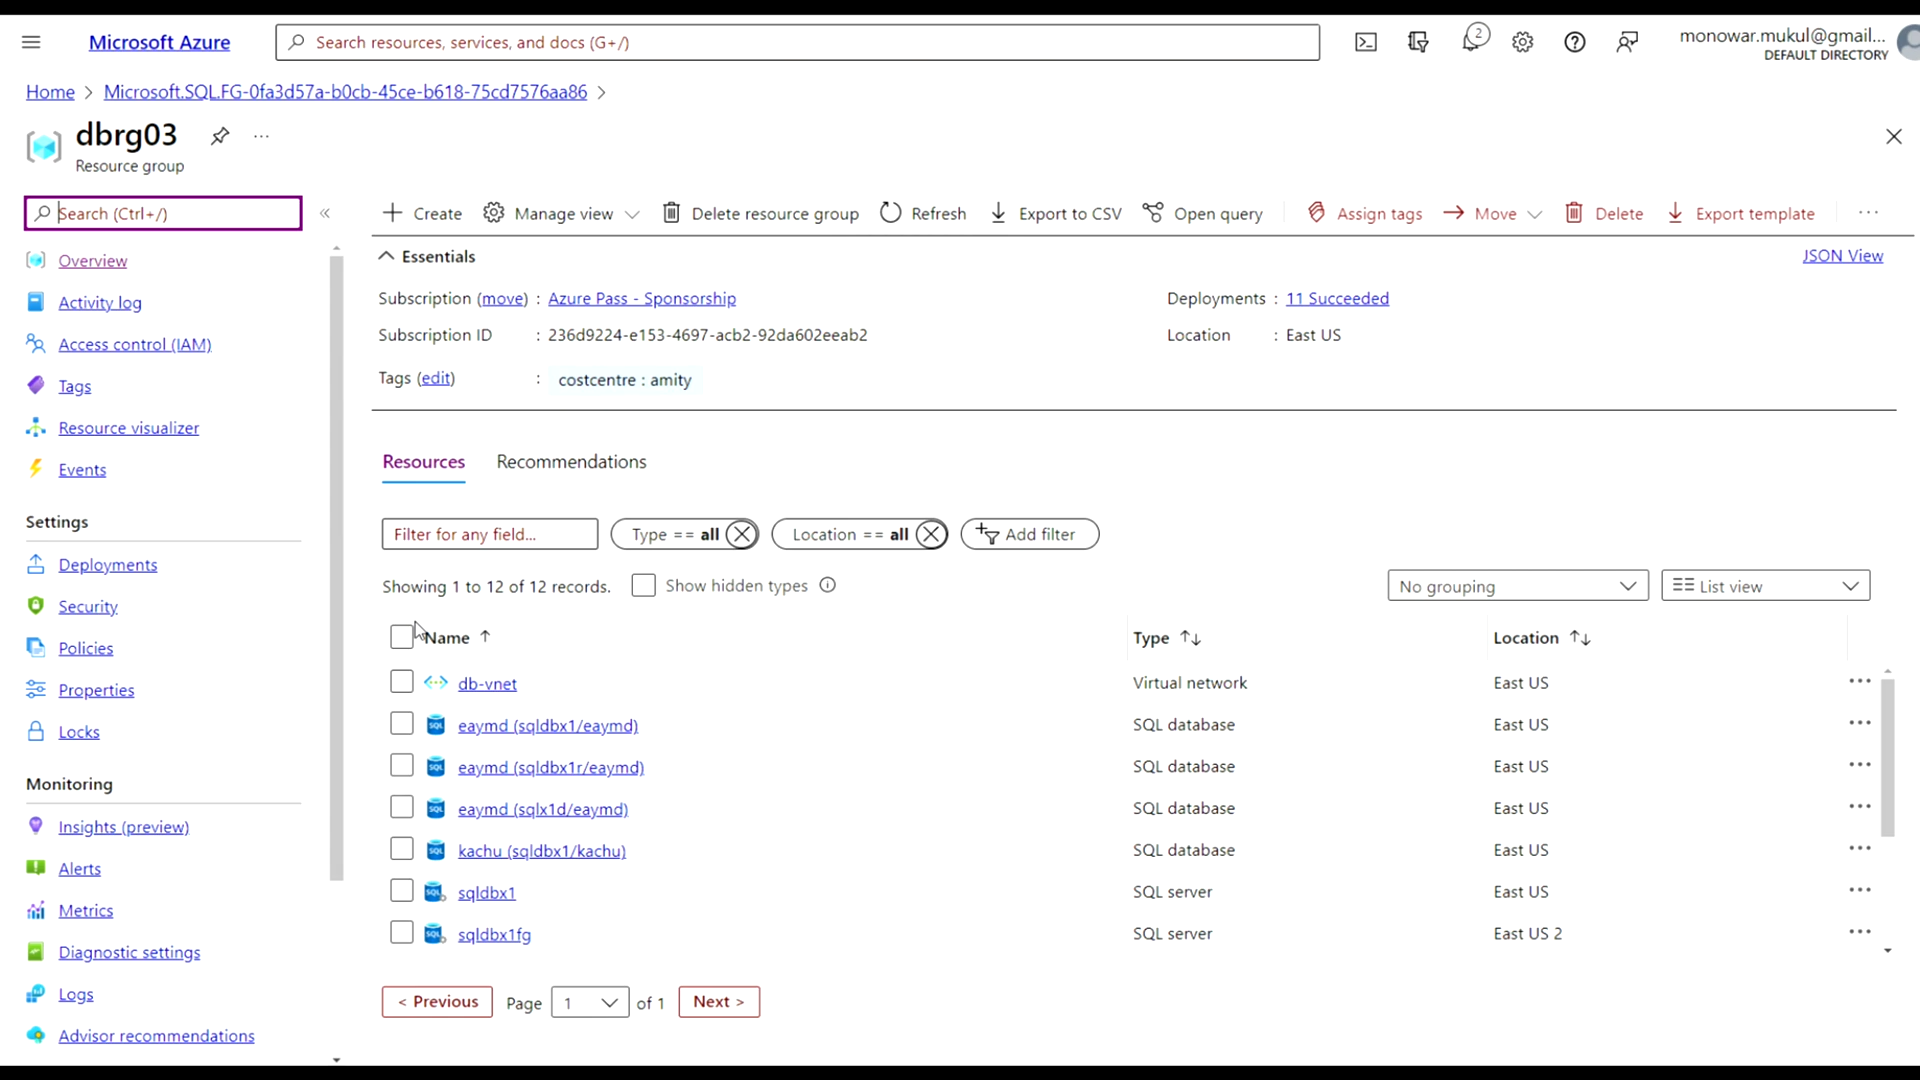 Microsoft Azure
Search resources, services, and docs (G+/)
2
monowar.mukul@gmail...
DEFAULT DIRECTORY
Home > Microsoft.SQL.FG-0fa3d57a-b0cb-45ce-b618-75cd7576aa86 >
dbrg03
Resource group
Search (Ctrl+/)
Create
Manage view
Delete resource group
Refresh
Export to CSV
Open query
Assign tags
Move
Delete
Export template
Overview
Activity log
Access control (IAM)
Tags
Resource visualizer
Events
Settings
Deployments
Security
Policies
Properties
Locks
Monitoring
Insights (preview)
Alerts
Metrics
Diagnostic settings
Logs
Advisor recommendations
Essentials
JSON View
Subscription (move) : Azure Pass - Sponsorship
Deployments : 11 Succeeded
Subscription ID : 236d9224-e153-4697-acb2-92da602eeab2
Location : East US
Tags (edit) : costcentre : amity
Resources
Recommendations
Filter for any field...
Type == all
Location == all
Add filter
Showing 1 to 12 of 12 records.
Show hidden types
No grouping
List view
Name Type Location
db-vnet Virtual network East US
eaymd (sqldbx1/eaymd) SQL database East US
eaymd (sqldbx1r/eaymd) SQL database East US
eaymd (sqlx1d/eaymd) SQL database East US
kachu (sqldbx1/kachu) SQL database East US
sqldbx1 SQL server East US
sqldbx1fg SQL server East US 2
< Previous Page 1 of 1 Next >